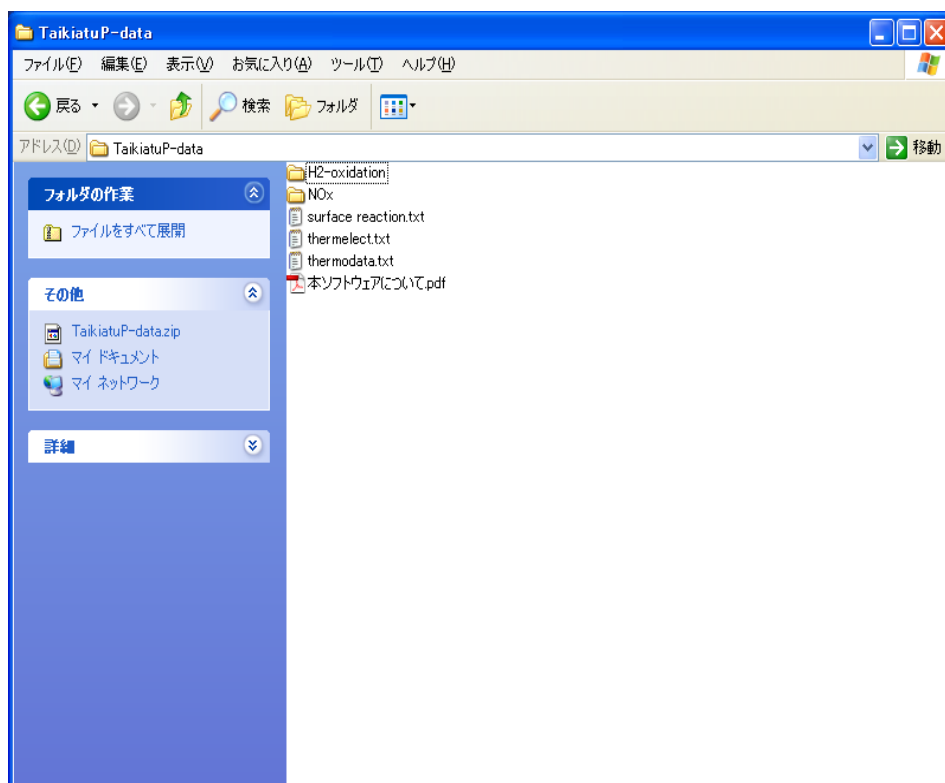 TaikiatuP-data
ファイル(F) 編集(E) 表示(V) お気に入り(A) ツール(T) ヘルプ(H)
戻る 検索 フォルダ
アドレス(D) TaikiatuP-data 移動
フォルダの作業
ファイルをすべて展開
その他
TaikiatuP-data.zip
マイ ドキュメント
マイ ネットワーク
詳細
H2-oxidation
NOx
surface reaction.txt
thermelect.txt
thermodata.txt
本ソフトウェアについて.pdf